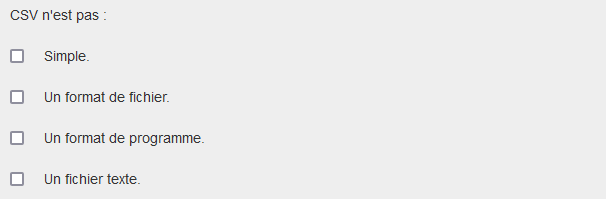 CSV n'est pas :
Simple.
Un format de fichier.
Un format de programme.
Un fichier texte.